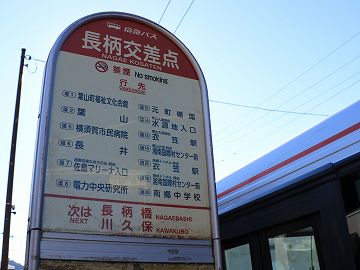 京急バス
長柄交差点
NAGAE KOSATEN
禁煙 No smoking
行先
Destination
葉山町福祉文化会館
葉山
横須賀市民病院
長井
佐島マリーナ入口
電力中央研究所
元町循環
水源地入口
衣笠駅
湘南国際村センター前
衣笠駅
湘南国際村センター前
南郷中学校
次は 長柄橋 NAGAEBASHI
NEXT 川久保 KAWAKUBO